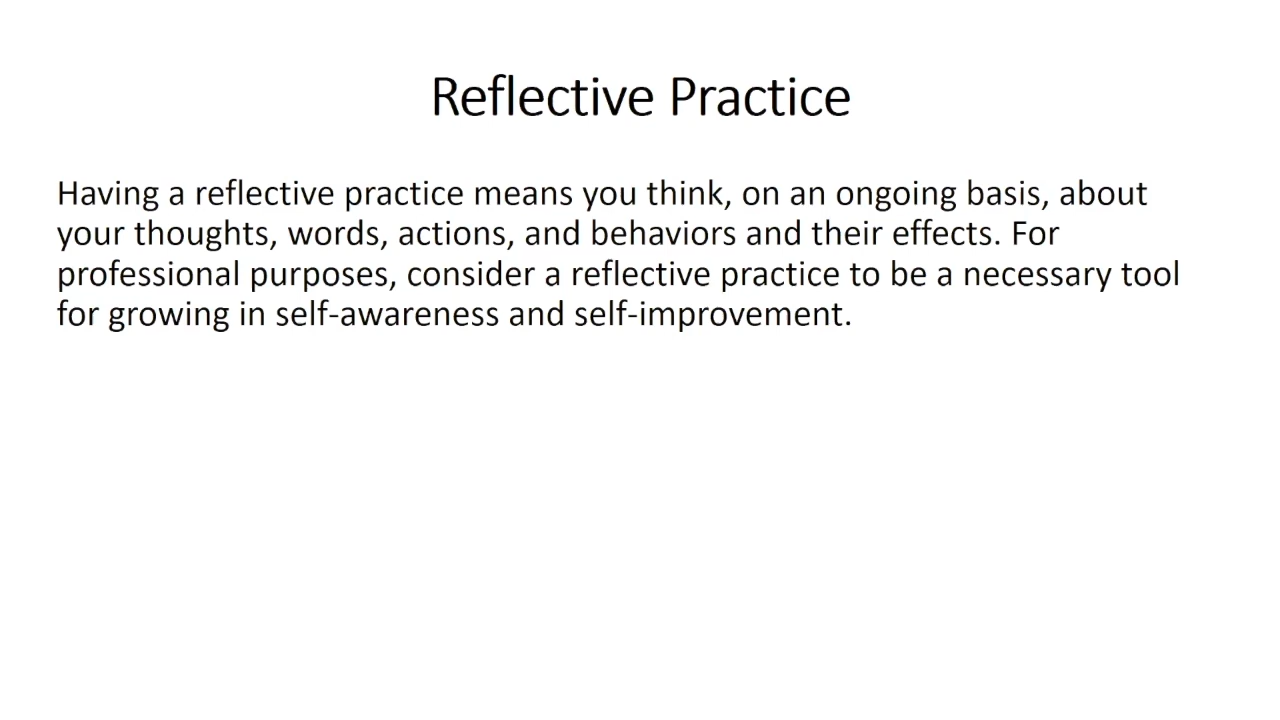 Reflective Practice
Having a reflective practice means you think, on an ongoing basis, about
your thoughts, words, actions, and behaviors and their effects. For
professional purposes, consider a reflective practice to be a necessary tool
for growing in self-awareness and self-improvement.